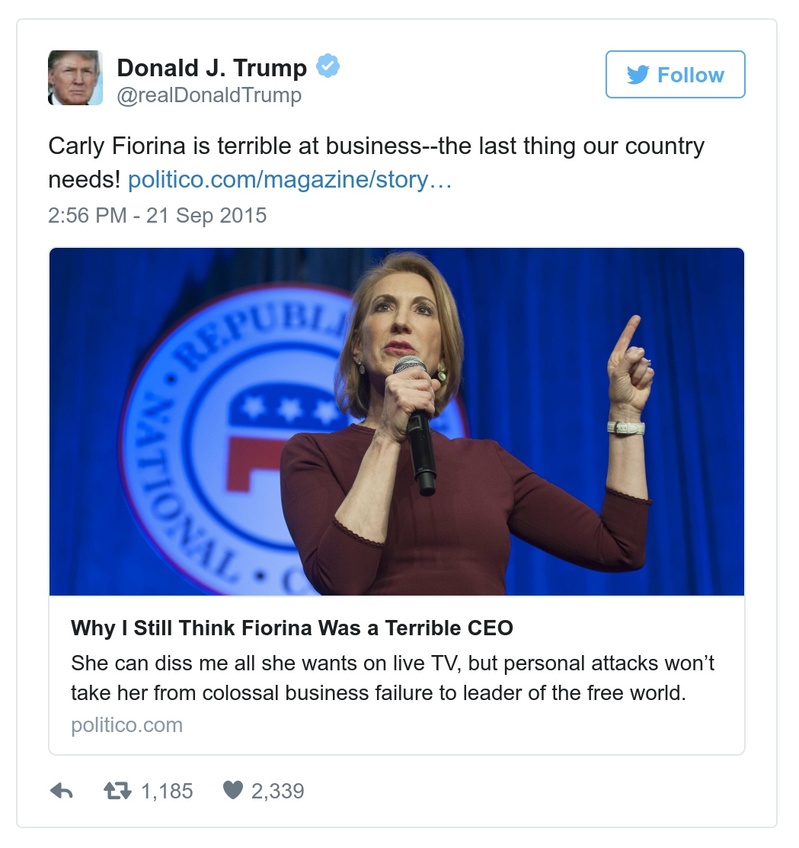 Donald J. Trump
@realDonaldTrump
Follow
Carly Fiorina is terrible at business--the last thing our country
needs! politico.com/magazine/story…
2:56 PM - 21 Sep 2015
NATIONAL • REPUBLI
• C
Why I Still Think Fiorina Was a Terrible CEO
She can diss me all she wants on live TV, but personal attacks won’t
take her from colossal business failure to leader of the free world.
politico.com
1,185
2,339